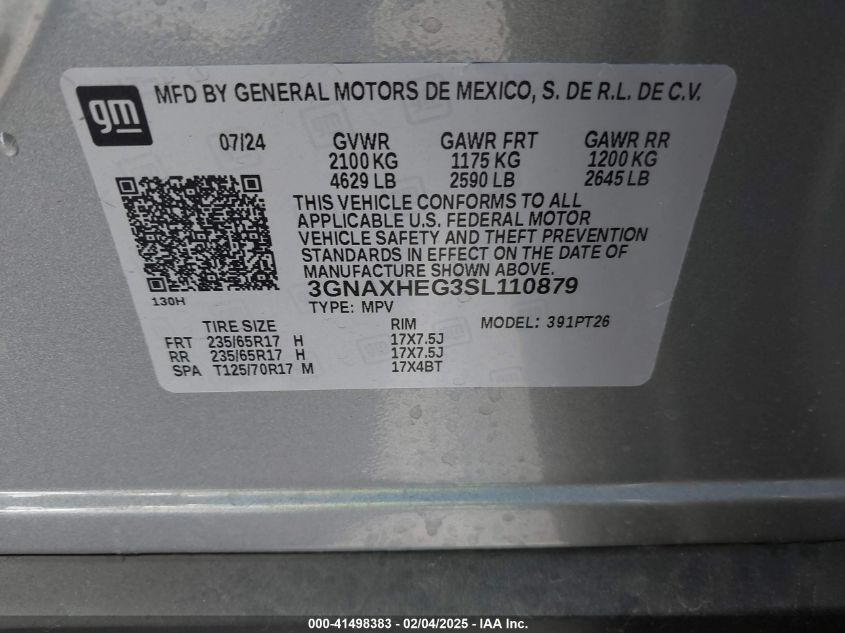 gm
MFD BY GENERAL MOTORS DE MEXICO, S. DE R.L. DE C.V.
07/24 GVWR GAWR FRT GAWR RR
2100 KG 1175 KG 1200 KG
4629 LB 2590 LB 2645 LB
THIS VEHICLE CONFORMS TO ALL
APPLICABLE U.S. FEDERAL MOTOR
VEHICLE SAFETY AND THEFT PREVENTION
STANDARDS IN EFFECT ON THE DATE OF
MANUFACTURE SHOWN ABOVE.
130H
3GNAXHEG3SL110879
TYPE: MPV
TIRE SIZE RIM MODEL: 391PT26
FRT 235/65R17 H 17X7.5J
RR 235/65R17 H 17X7.5J
SPA T125/70R17 M 17X4BT
000-41498383 - 02/04/2025 - IAA Inc.